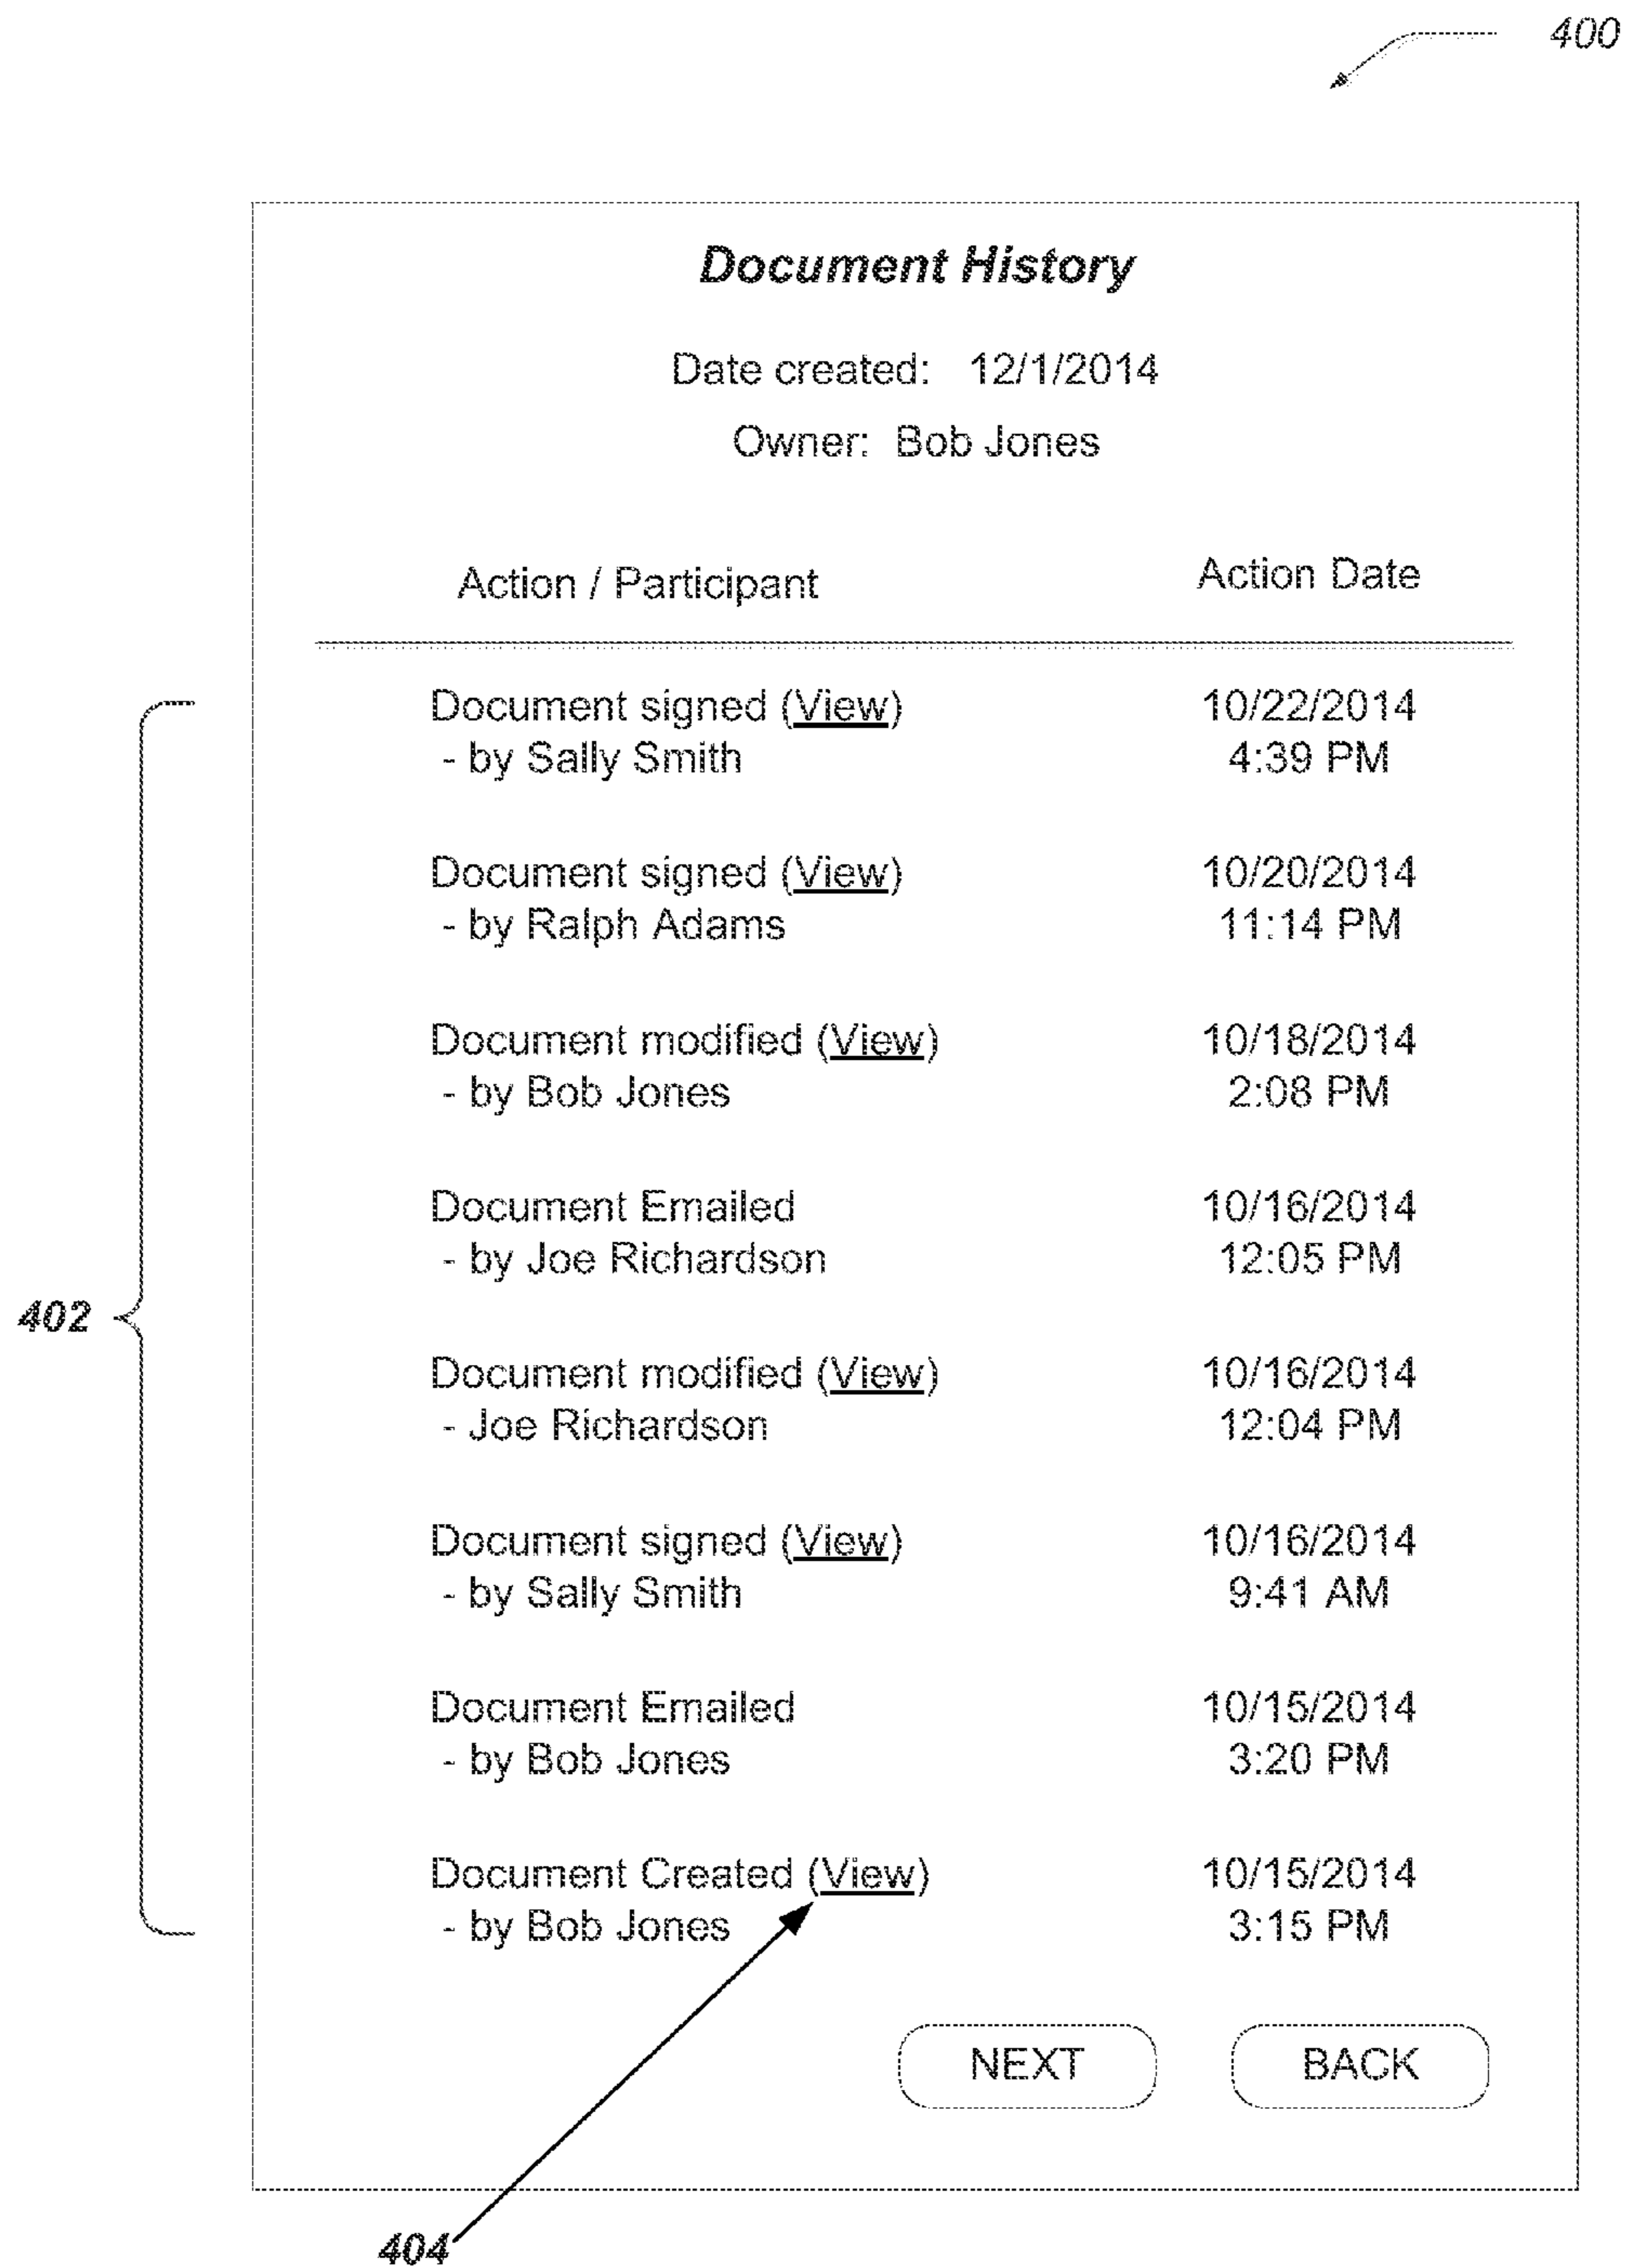 400
Document History
Date created: 12/1/2014
Owner: Bob Jones
Action / Participant Action Date
Document signed (View) 10/22/2014
- by Sally Smith 4:39 PM
Document signed (View) 10/20/2014
- by Ralph Adams 11:14 PM
Document modified (View) 10/18/2014
- by Bob Jones 2:08 PM
Document Emailed 10/16/2014
- by Joe Richardson 12:05 PM
402
Document modified (View) 10/16/2014
- Joe Richardson 12:04 PM
Document signed (View) 10/16/2014
- by Sally Smith 9:41 AM
Document Emailed 10/15/2014
- by Bob Jones 3:20 PM
Document Created (View) 10/15/2014
- by Bob Jones 3:15 PM
NEXT BACK
404